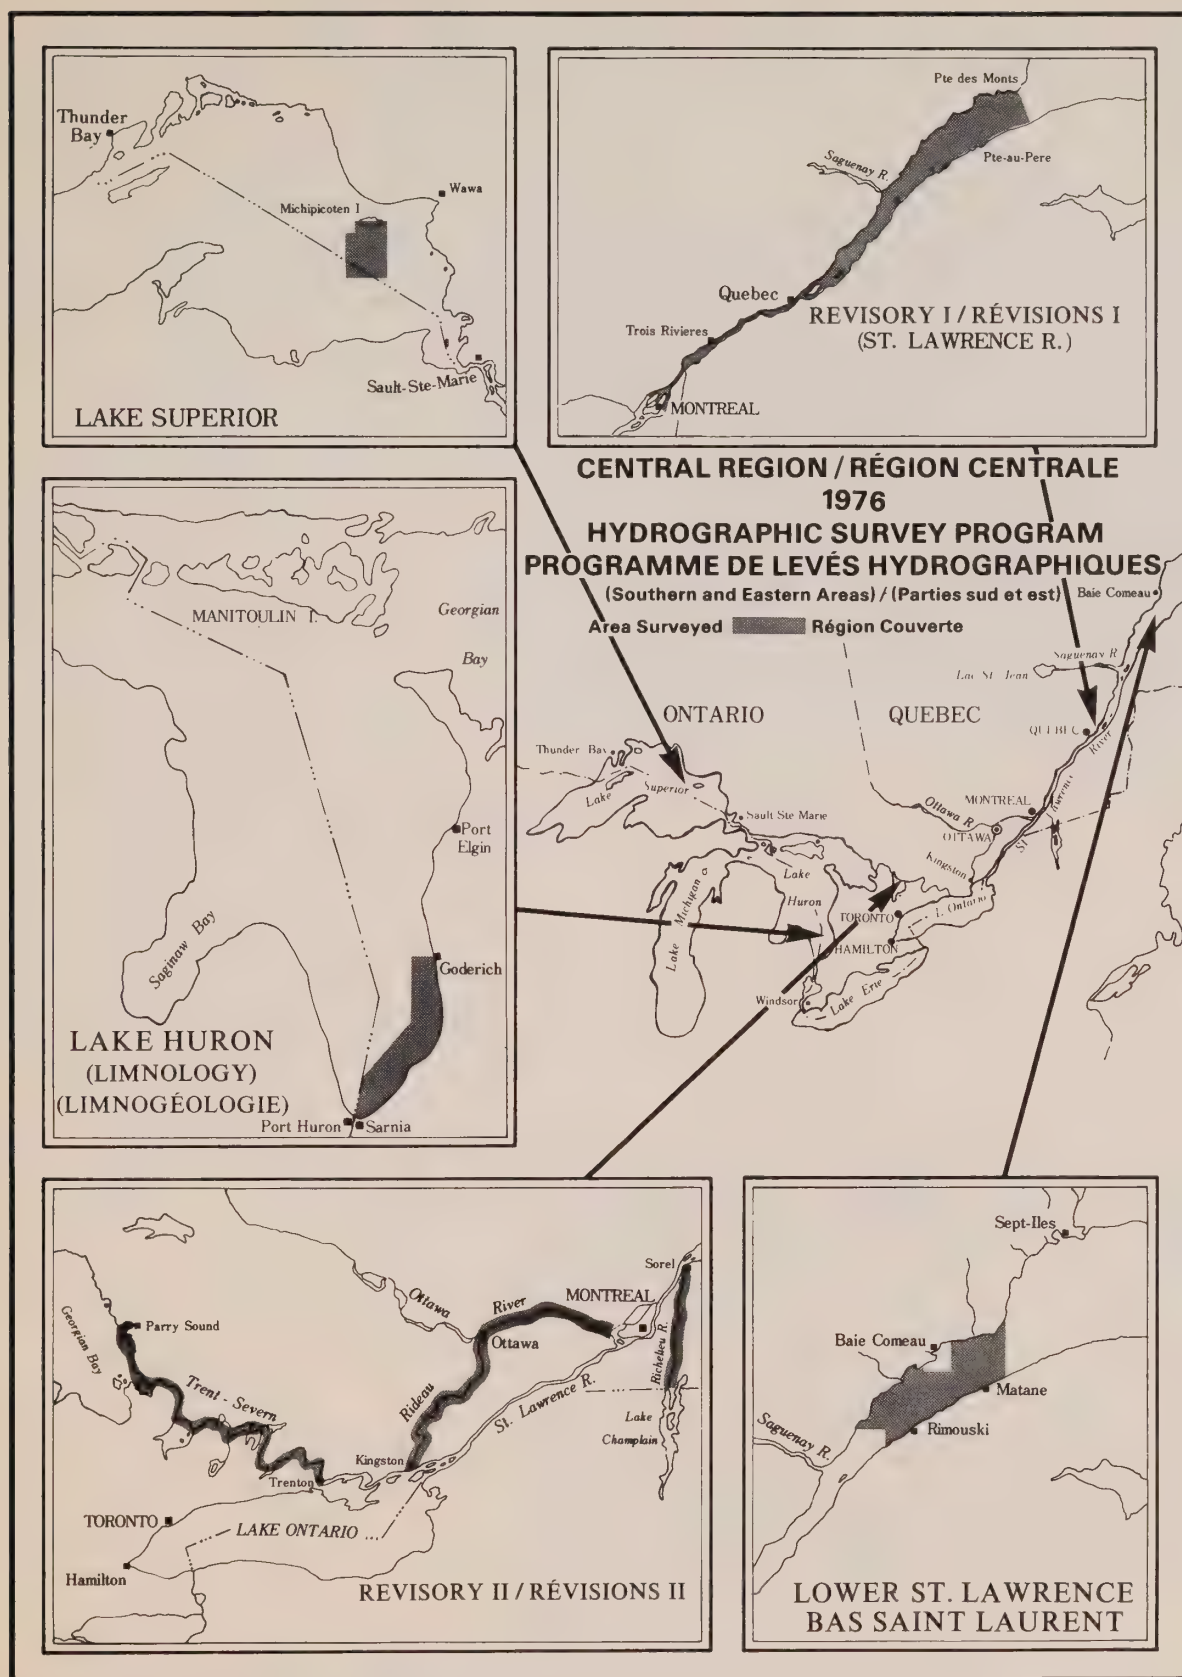 Thunder
Bay
Wawa
Michipicoten I
Sault-Ste-Marie
LAKE SUPERIOR
Pte des Monts
Saguenay R.
Pte-au-Pere
Quebec
REVISORY I / RÉVISIONS I
(ST. LAWRENCE R.)
Trois Rivieres
MONTREAL
CENTRAL REGION / RÉGION CENTRALE
1976
HYDROGRAPHIC SURVEY PROGRAM
PROGRAMME DE LEVÉS HYDROGRAPHIQUES
(Southern and Eastern Areas) / (Parties sud et est)
Area Surveyed Région Couverte
Baie Comeau
Saguenay R
Lac St. Jean
ONTARIO
QUEBEC
QUEBEC
River
Thunder Bay
Lake
Superior
Sault Ste Marie
MONTREAL
Ottawa R.
OTTAWA
St
Kingston
Lake
Huron
Lake Michigan
TORONTO
L. Ontario
HAMILTON
Windsor
Lake Erie
MANITOULIN I.
Georgian
Bay
Port
Elgin
Saginaw Bay
Goderich
LAKE HURON
(LIMNOLOGY)
(LIMNOGÉOLOGIE)
Port Huron
Sarnia
Sorel
Ottawa
River
MONTREAL
Georgian Bay
Parry Sound
Ottawa
Richelieu R.
Trent - Severn
Rideau
St. Lawrence R.
Lake
Champlain
Kingston
Trenton
TORONTO
LAKE ONTARIO
Hamilton
REVISORY II / RÉVISIONS II
Sept-Iles
Baie Comeau
Matane
Saguenay R.
Rimouski
LOWER ST. LAWRENCE
BAS SAINT LAURENT